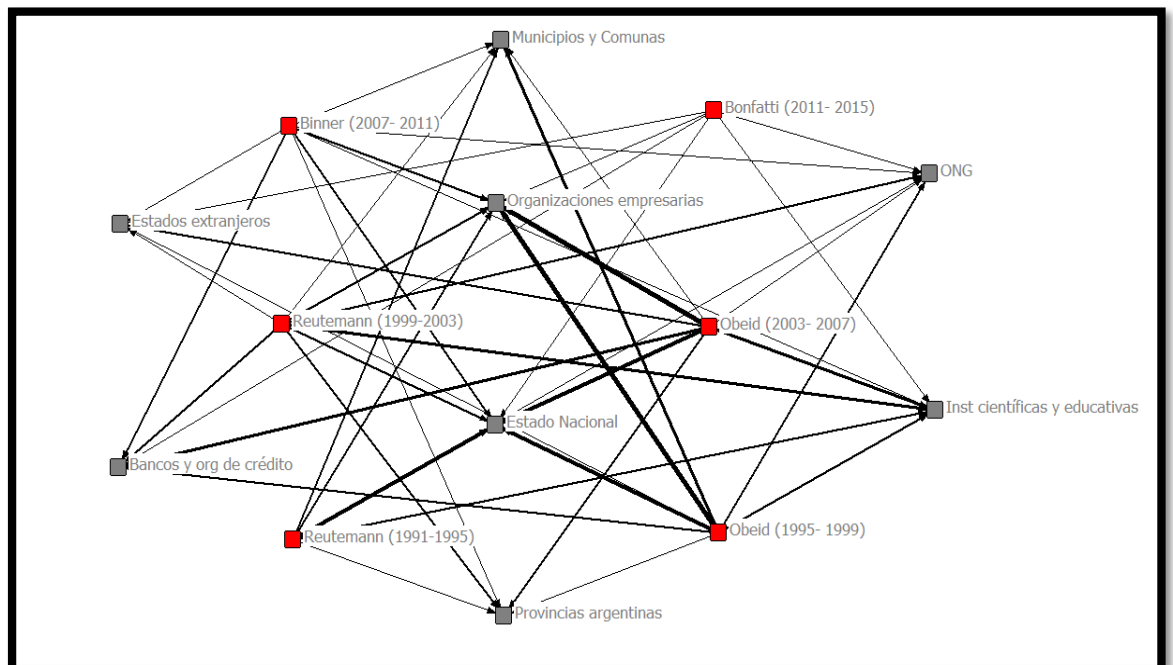 Municipios y Comunas
Bonfatti (2011- 2015)
Binner (2007- 2011)
ONG
Organizaciones empresarias
Estados extranjeros
Reutemann (1999-2003)
Obeid (2003- 2007)
Inst científicas y educativas
Estado Nacional
Bancos y org de crédito
Obeid (1995- 1999)
Reutemann (1991-1995)
Provincias argentinas